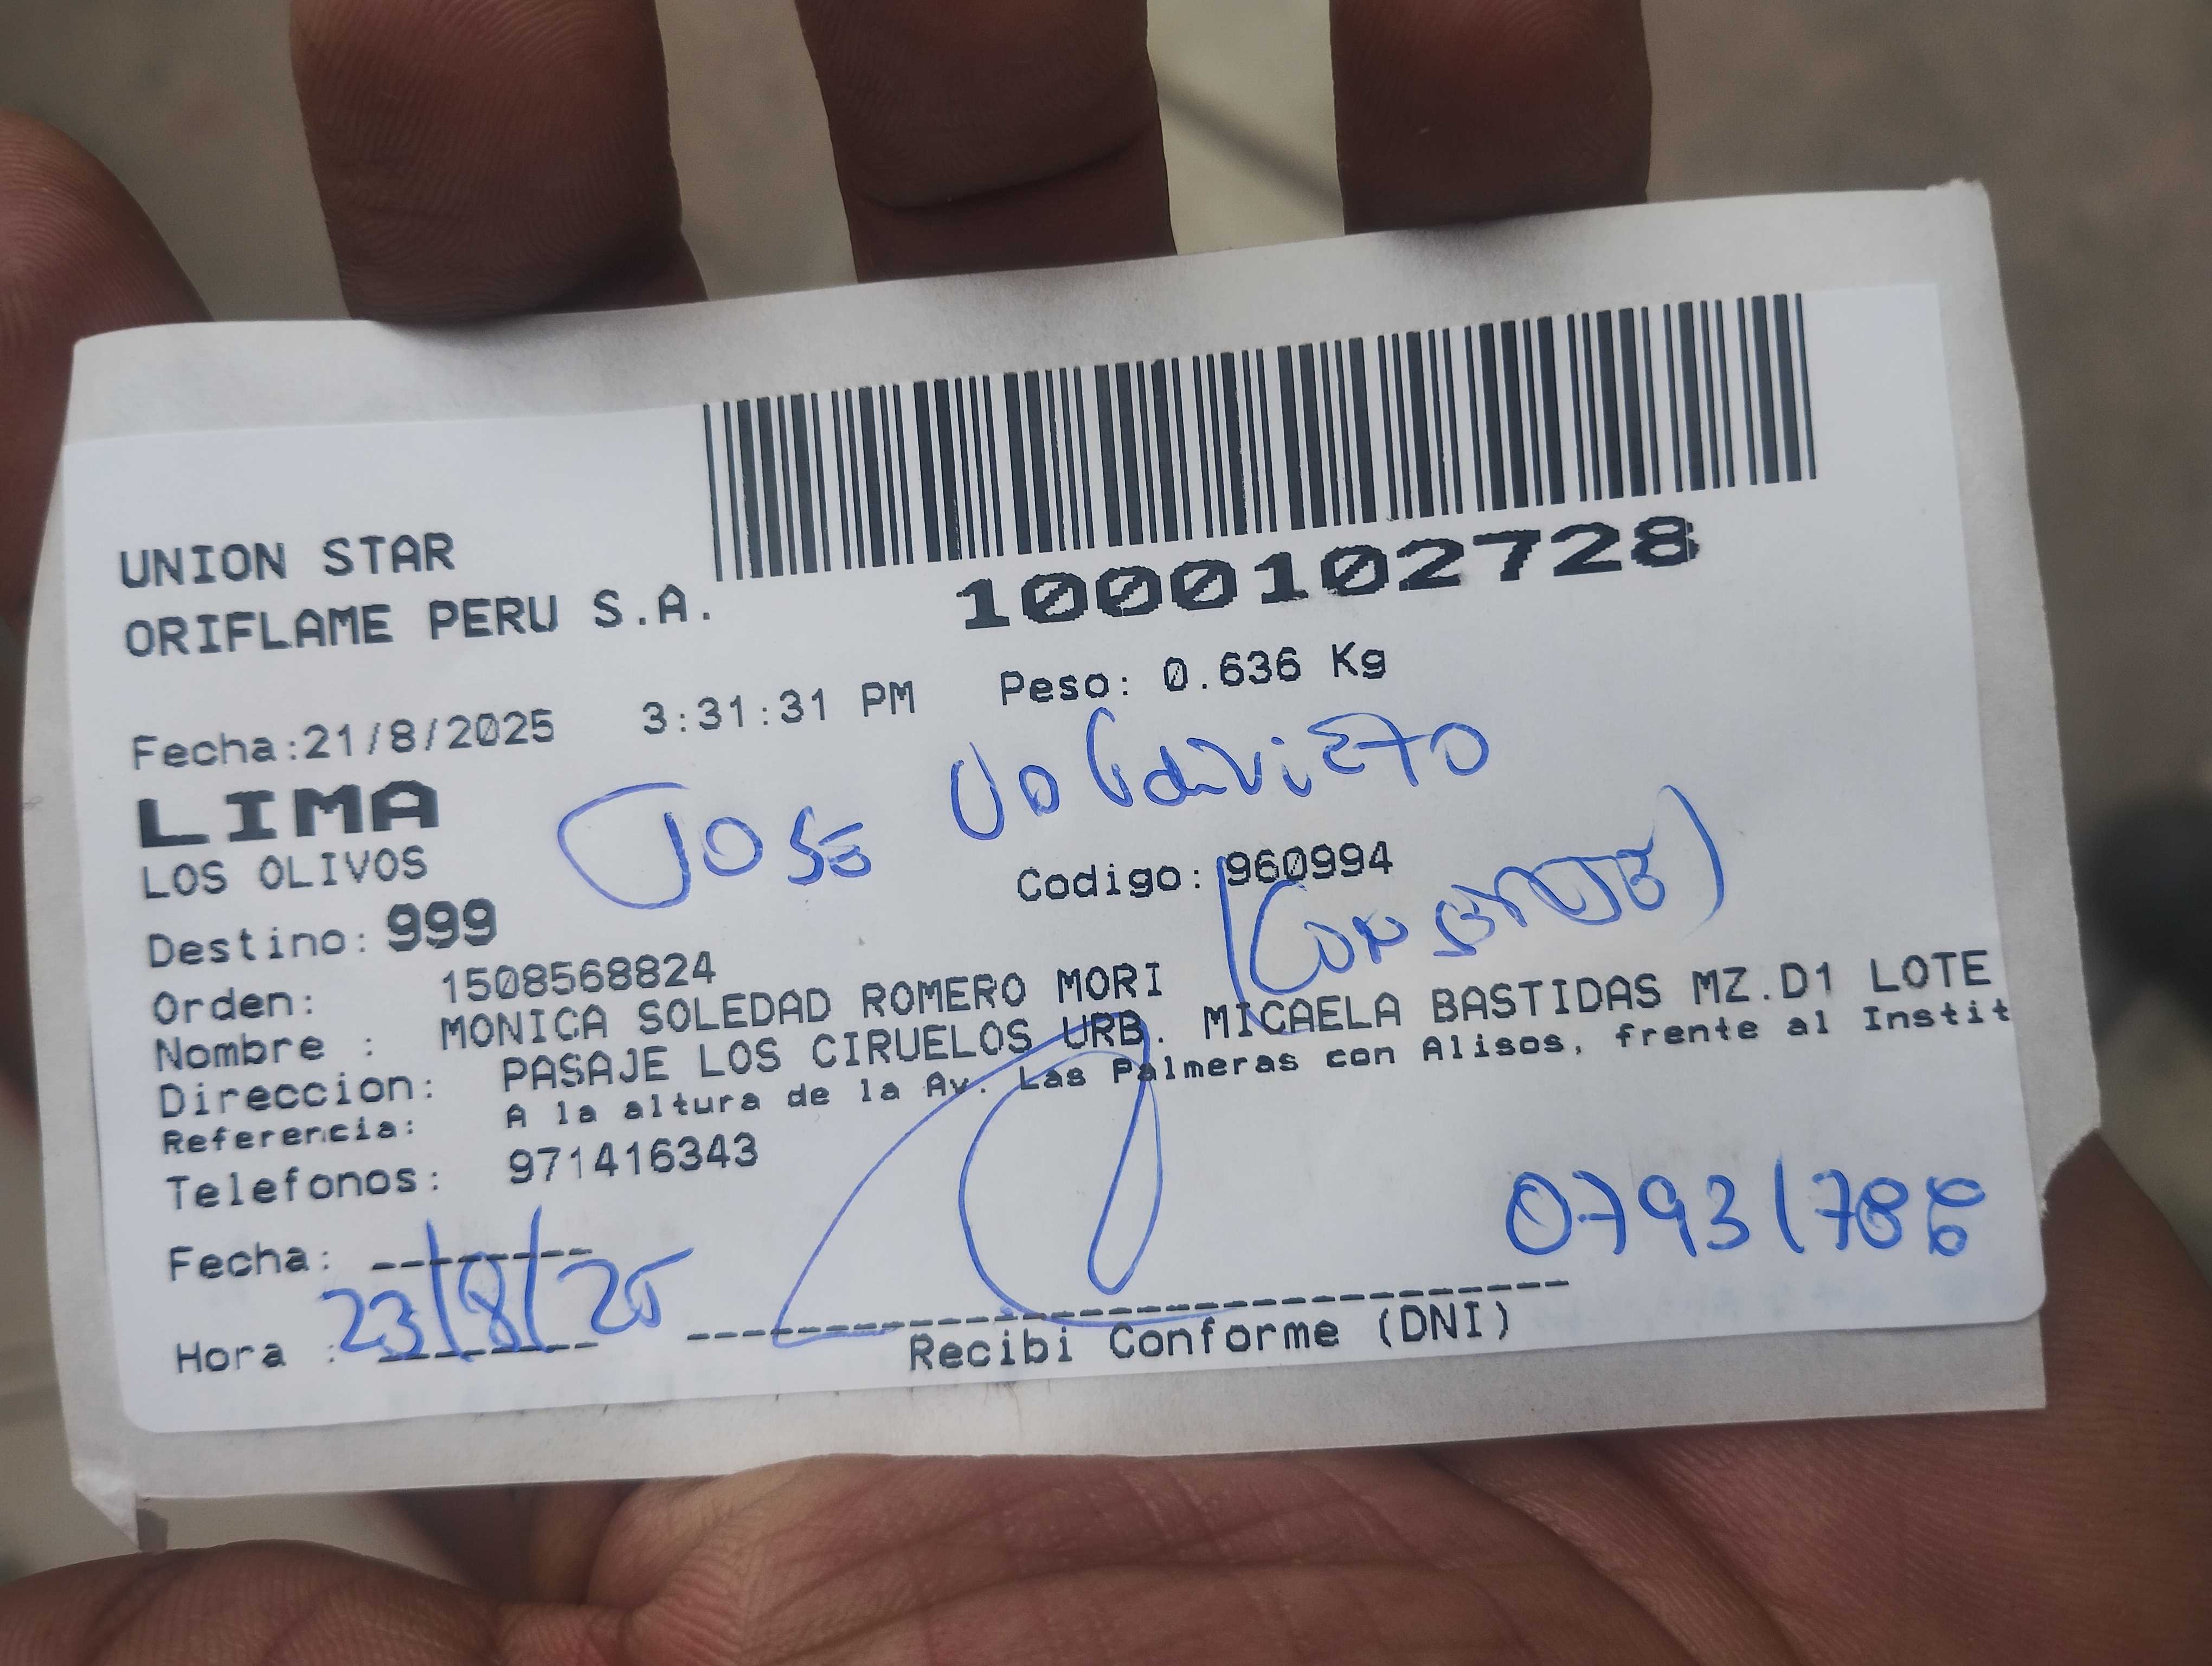 UNION STAR
ORIFLAME PERU S.A.
1000102728
Fecha:21/8/2025 3:31:31 PM Peso: 0.636 Kg
LIMA
JOSE
LOS OLIVOS
Codigo: 960994
Destino: 999
Orden: 1508568824
Nombre : MONICA SOLEDAD ROMERO MORI
Direccion: PASAJE LOS CIRUELOS URB. MICAELA BASTIDAS MZ.D1 LOTE
Referencia: A la altura de la Av. Las Palmeras con Alisos, frente al Instit
Telefonos: 971416343
Fecha:
23/8/25
Hora :
Recibi Conforme (DNI)